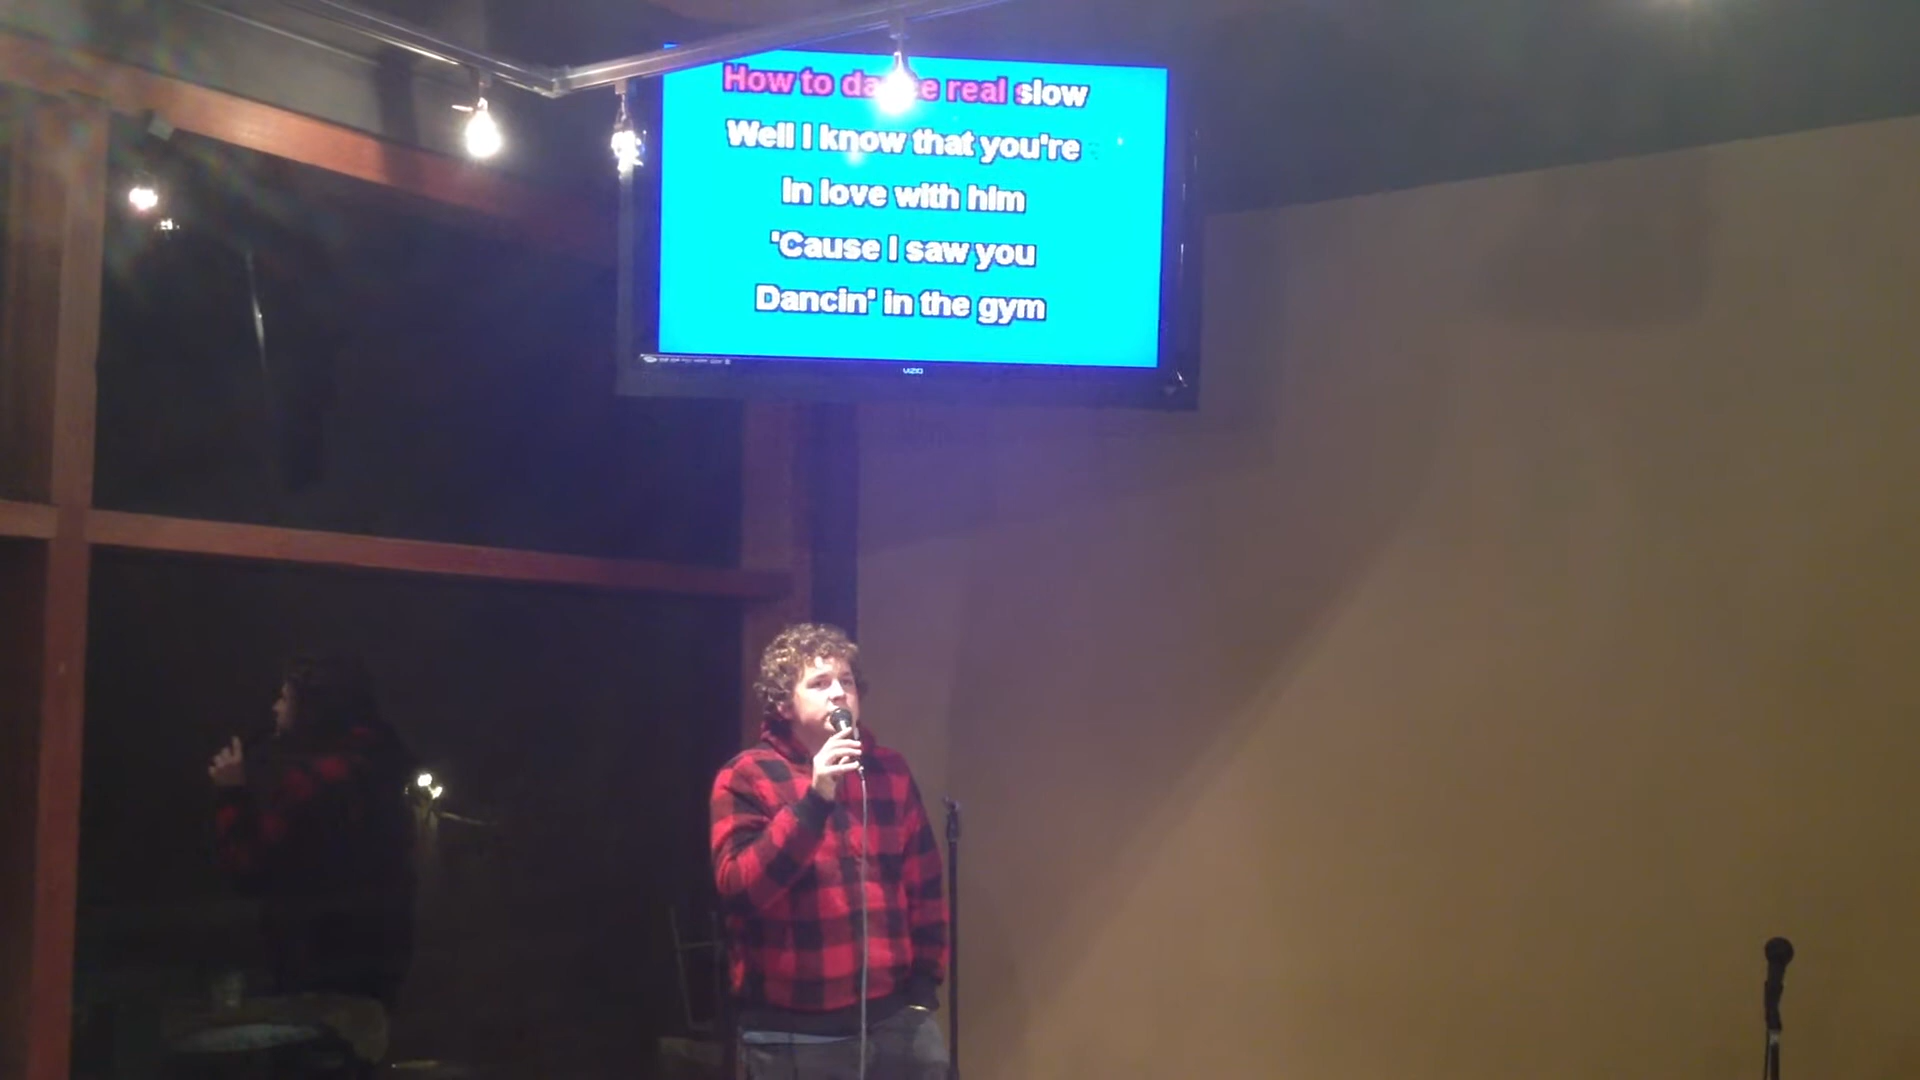 How to dance real slow
Well I know that you're
In love with him
'Cause I saw you
Dancin' in the gym
VIZIO